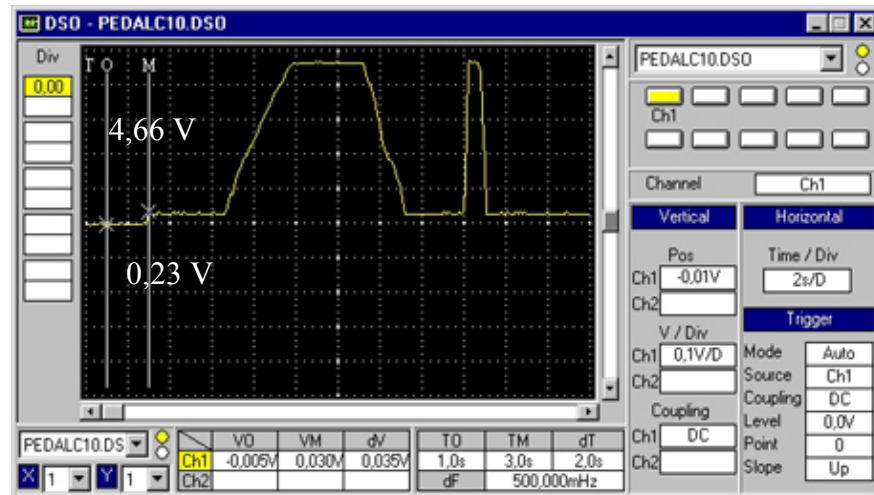 DSO - PEDALC10.DSO
Div
0,00
T O M
4,66 V
0,23 V
PEDALC10.DSO
Ch1
Channel Ch1
Vertical
Pos
Ch1 -0,01V
Ch2
V / Div
Ch1 0,1V/D
Ch2
Coupling
Ch1 DC
Ch2
Horizontal
Time / Div
2s/D
Trigger
Mode Auto
Source Ch1
Coupling DC
Level 0,0V
Point 0
Slope Up
PEDALC10.DS
X 1 Y 1
VO VM dV
Ch1 -0,005V 0,030V 0,035V
Ch2
TO TM dT
1,0s 3,0s 2,0s
dF 500,000mHz